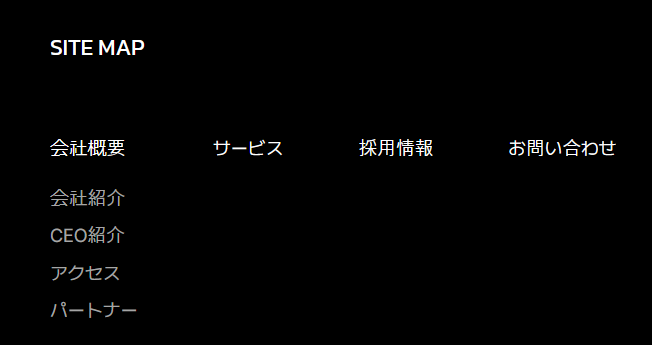 SITE MAP
会社概要 サービス 採用情報 お問い合わせ
会社紹介
CEO紹介
アクセス
パートナー